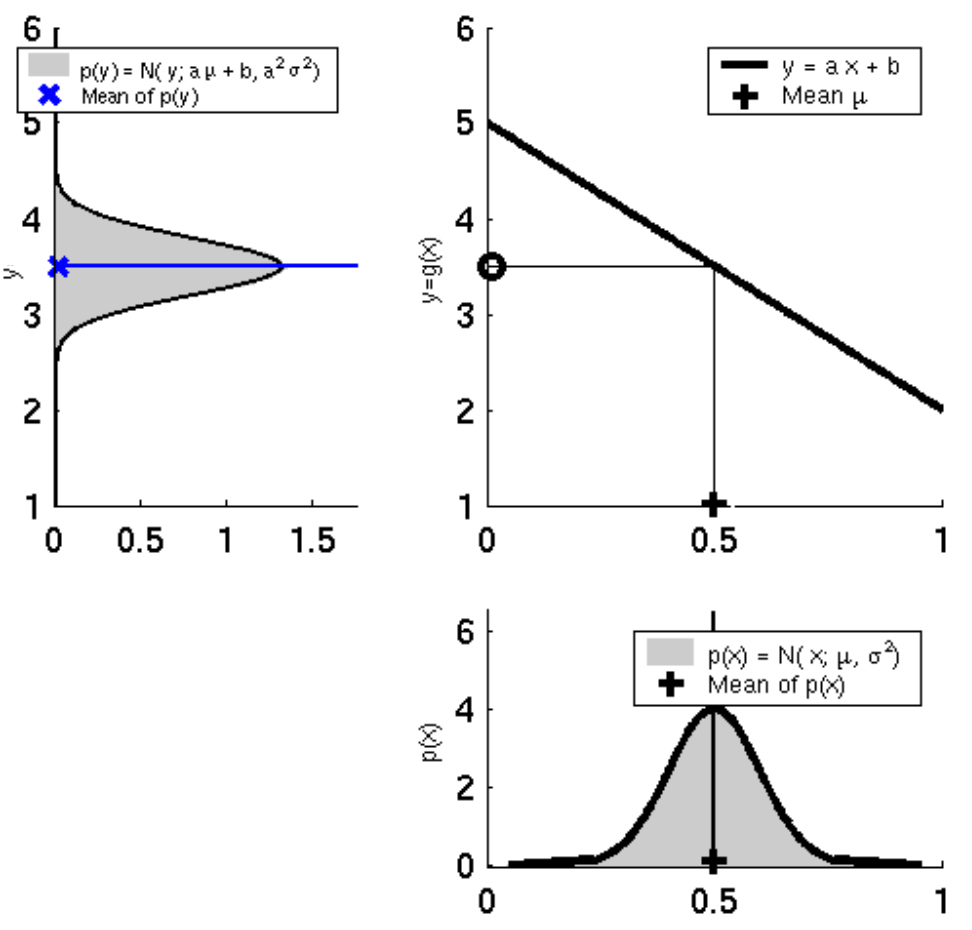 6
p(y) = N( y; a μ + b, a² σ²)
Mean of p(y)
5
4
3
2
1
y
0 0.5 1 1.5
6
y = a x + b
Mean μ
5
4
3
2
1
y=g(x)
0 0.5 1
6
p(x) = N( x; μ, σ²)
Mean of p(x)
4
2
0
p(x)
0 0.5 1